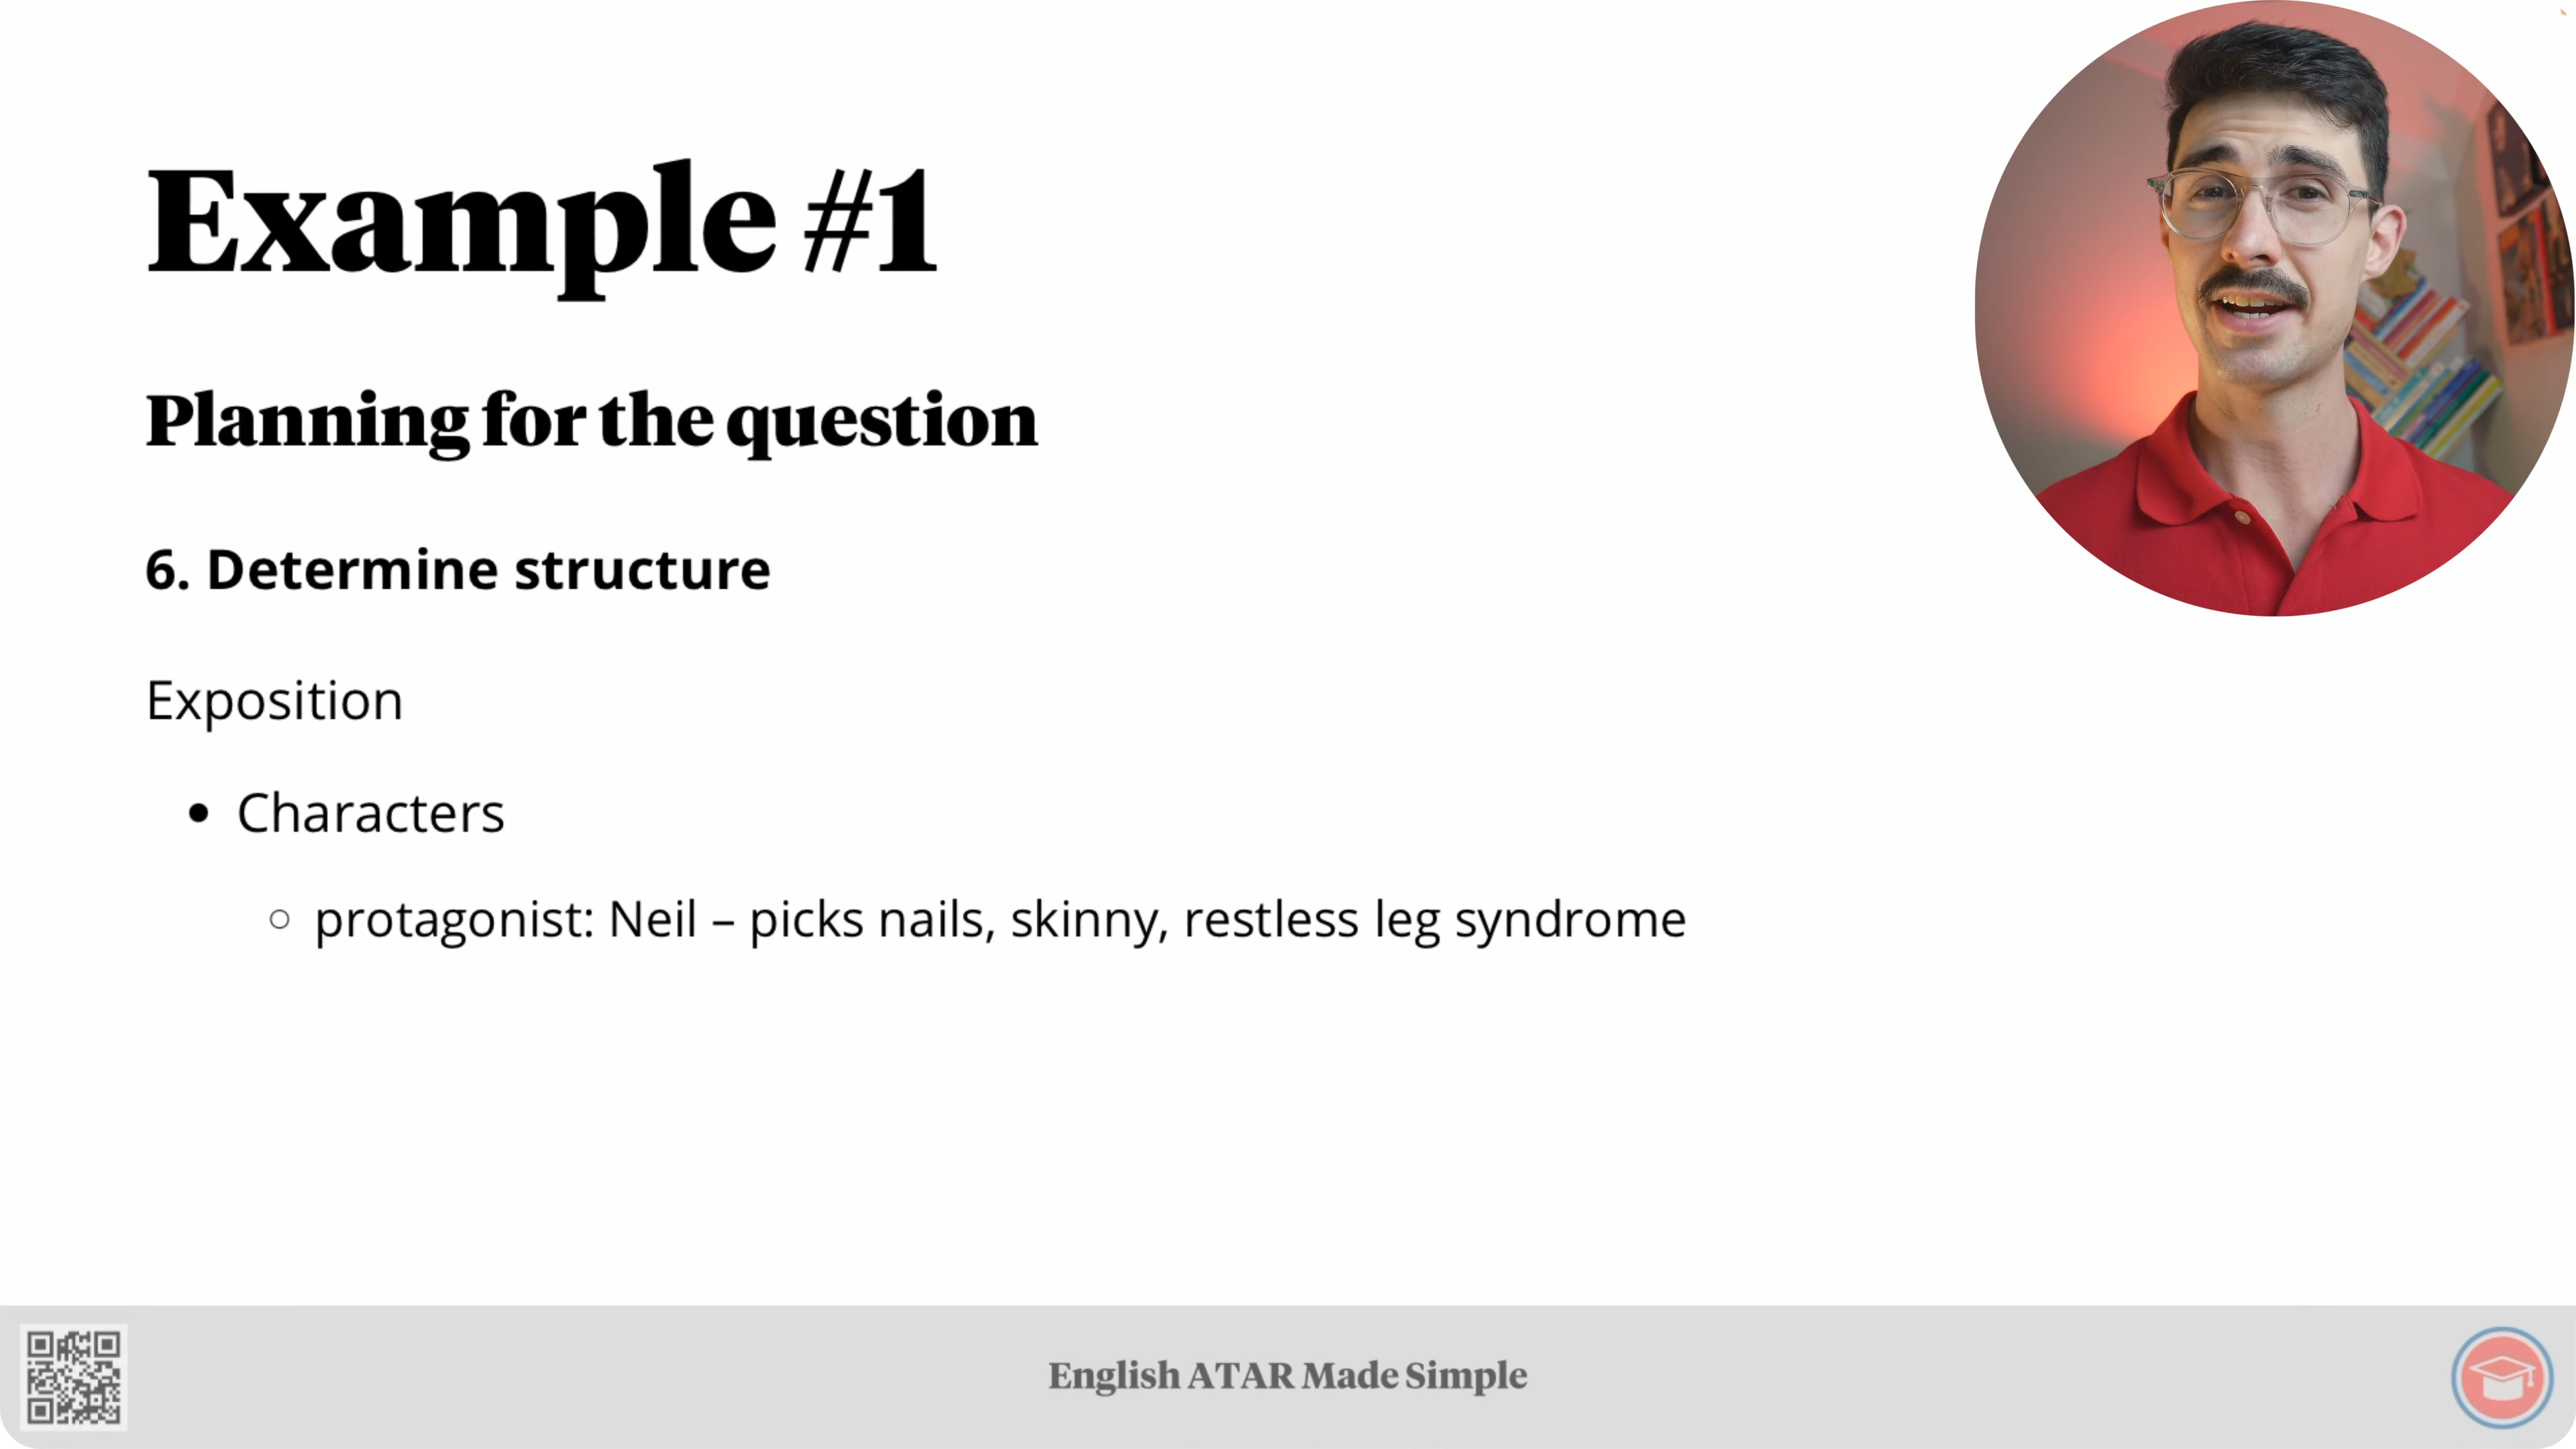 Example #1
Planning for the question
6. Determine structure
Exposition
• Characters
○ protagonist: Neil – picks nails, skinny, restless leg syndrome
English ATAR Made Simple